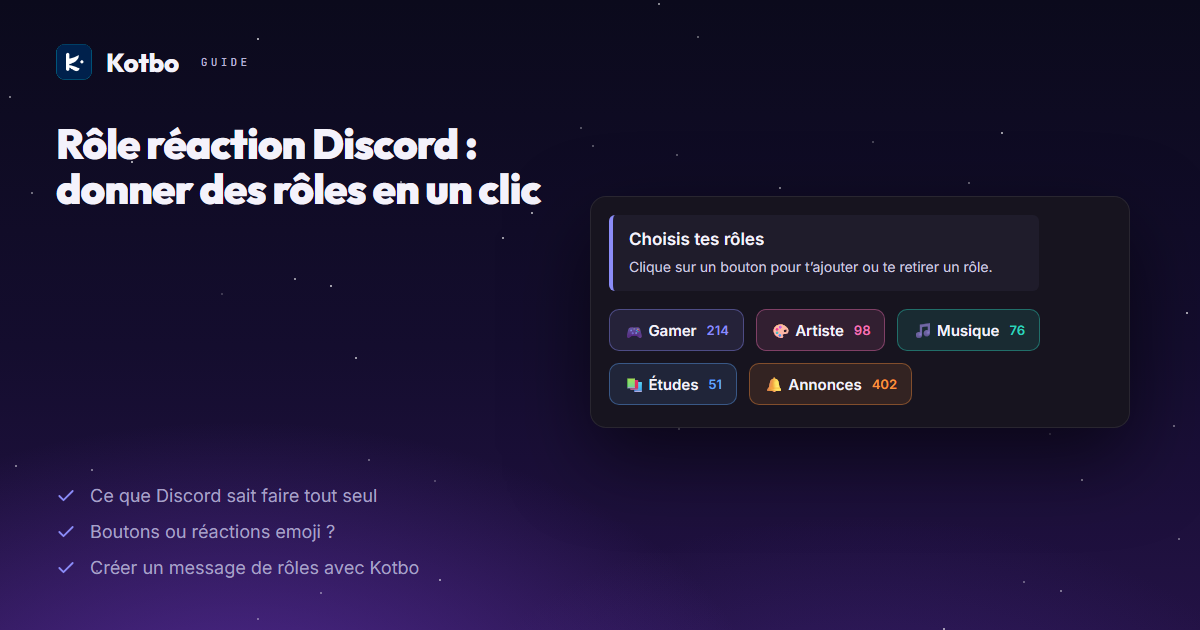 Kotbo GUIDE
Rôle réaction Discord :
donner des rôles en un clic
Choisis tes rôles
Clique sur un bouton pour t'ajouter ou te retirer un rôle.
Gamer 214 Artiste 98 Musique 76
Études 51 Annonces 402
Ce que Discord sait faire tout seul
Boutons ou réactions emoji ?
Créer un message de rôles avec Kotbo